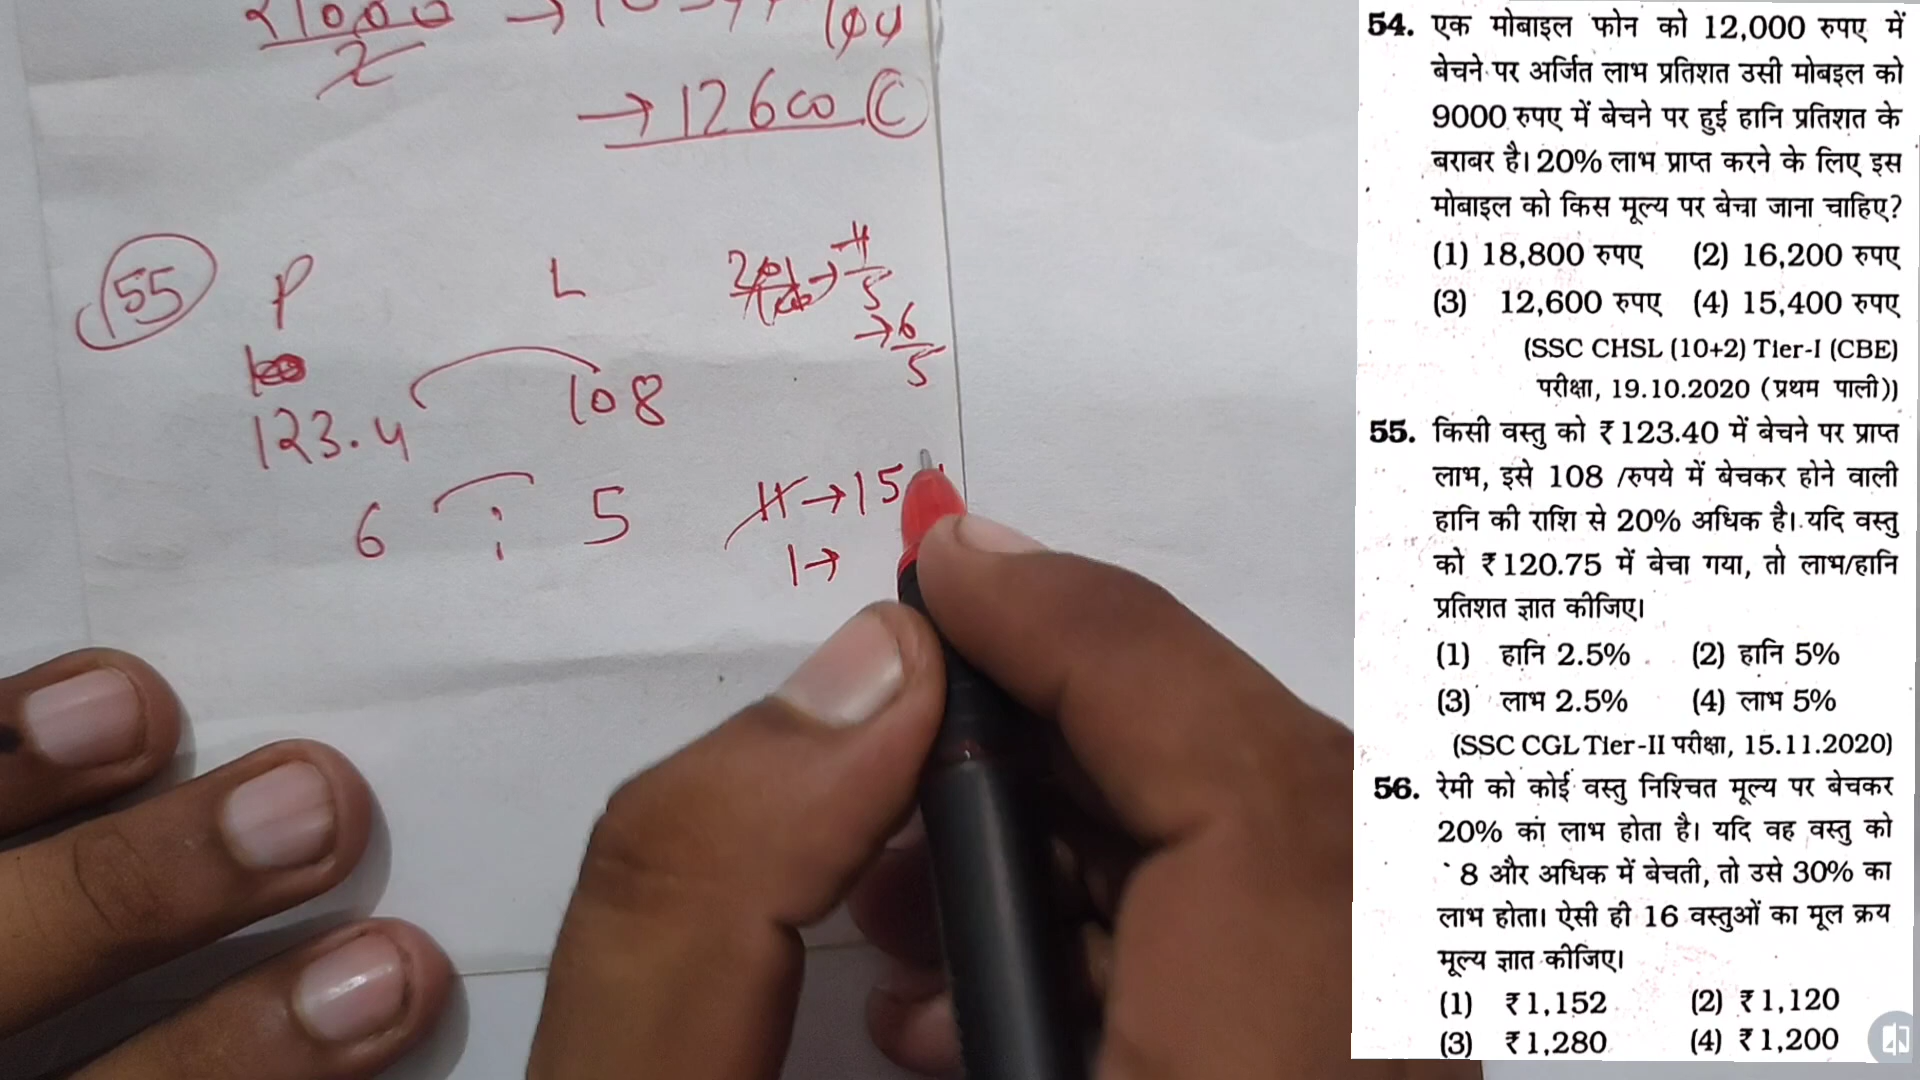 → 12600 C
55 P L
108
123.4
→ 6/5
6 : 5
11 → 15
1 →
54. एक मोबाइल फोन को 12,000 रुपए में
बेचने पर अर्जित लाभ प्रतिशत उसी मोबइल को
9000 रुपए में बेचने पर हुई हानि प्रतिशत के
बराबर है। 20% लाभ प्राप्त करने के लिए इस
मोबाइल को किस मूल्य पर बेचा जाना चाहिए?
(1) 18,800 रुपए (2) 16,200 रुपए
(3) 12,600 रुपए (4) 15,400 रुपए
(SSC CHSL (10+2) Tier-I (CBE)
परीक्षा, 19.10.2020 (प्रथम पाली))
55. किसी वस्तु को ₹ 123.40 में बेचने पर प्राप्त
लाभ, इसे 108 /रुपये में बेचकर होने वाली
हानि की राशि से 20% अधिक है। यदि वस्तु
को ₹ 120.75 में बेचा गया, तो लाभ/हानि
प्रतिशत ज्ञात कीजिए।
(1) हानि 2.5% (2) हानि 5%
(3) लाभ 2.5% (4) लाभ 5%
(SSC CGL Tier-II परीक्षा, 15.11.2020)
56. रेमी को कोई वस्तु निश्चित मूल्य पर बेचकर
20% का लाभ होता है। यदि वह वस्तु को
8 और अधिक में बेचती, तो उसे 30% का
लाभ होता। ऐसी ही 16 वस्तुओं का मूल क्रय
मूल्य ज्ञात कीजिए।
(1) ₹ 1,152 (2) ₹ 1,120
(3) ₹ 1,280 (4) ₹ 1,200